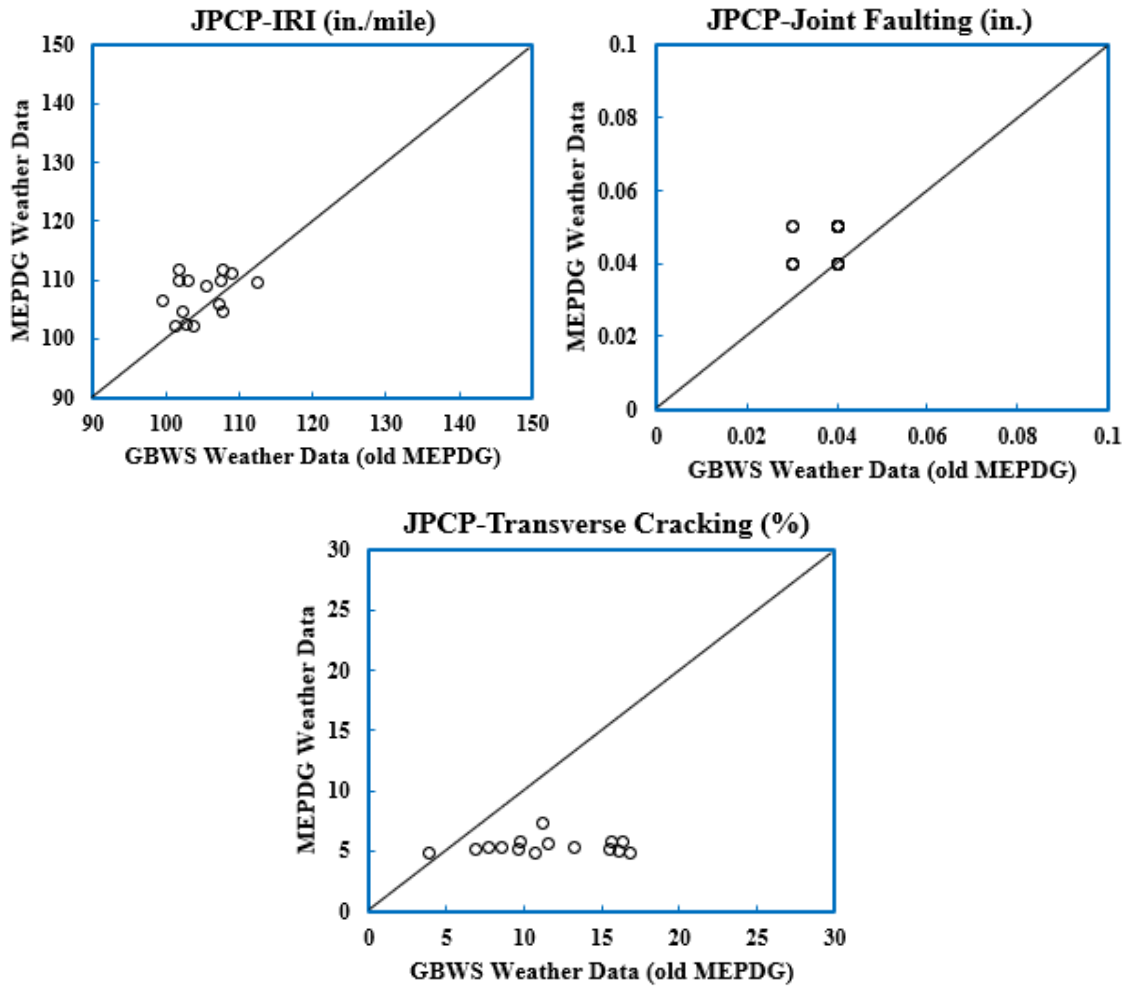 JPCP-IRI (in./mile)
MEPDG Weather Data
150
140
130
120
110
100
90
90 100 110 120 130 140 150
GBWS Weather Data (old MEPDG)
JPCP-Joint Faulting (in.)
MEPDG Weather Data
0.1
0.08
0.06
0.04
0.02
0
0 0.02 0.04 0.06 0.08 0.1
GBWS Weather Data (old MEPDG)
JPCP-Transverse Cracking (%)
MEPDG Weather Data
30
25
20
15
10
5
0
0 5 10 15 20 25 30
GBWS Weather Data (old MEPDG)